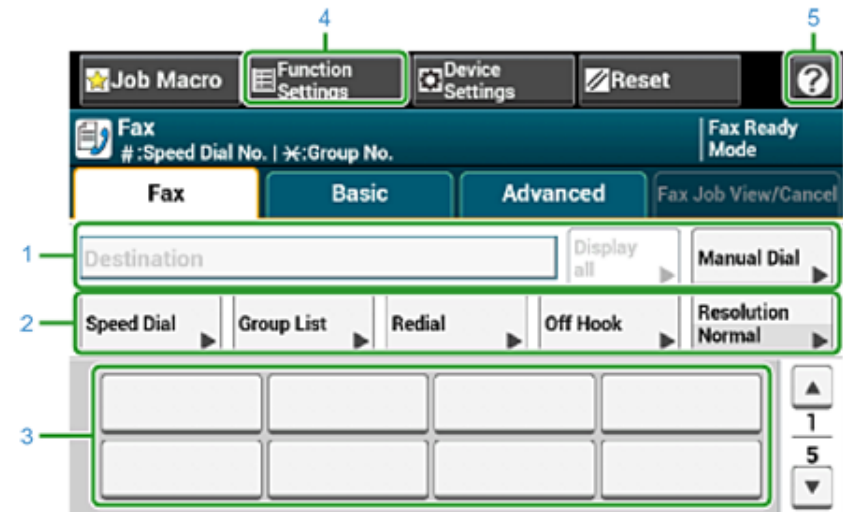 4
5
Job Macro
Function
Settings
Device
Settings
Reset
?
Fax
#:Speed Dial No. | ⚹:Group No.
Fax Ready
Mode
Fax
Basic
Advanced
Fax Job View/Cancel
1
Destination
Display
all
Manual Dial
2
Speed Dial
Group List
Redial
Off Hook
Resolution
Normal
3
1
5